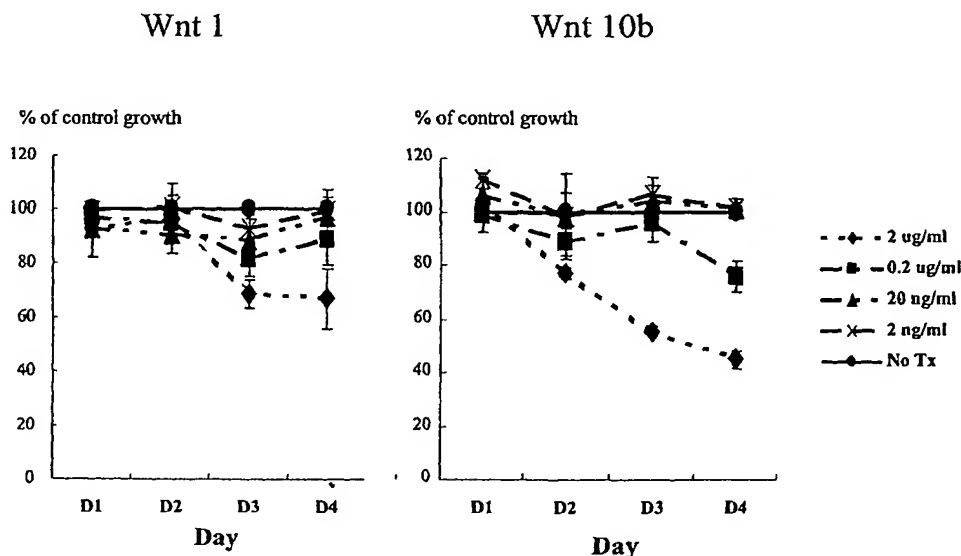 Wnt 1
Wnt 10b
% of control growth
120
100
80
60
40
20
0
D1 D2 D3 D4
Day
% of control growth
120
100
80
60
40
20
0
D1 D2 D3 D4
Day
2 ug/ml
0.2 ug/ml
20 ng/ml
2 ng/ml
No Tx